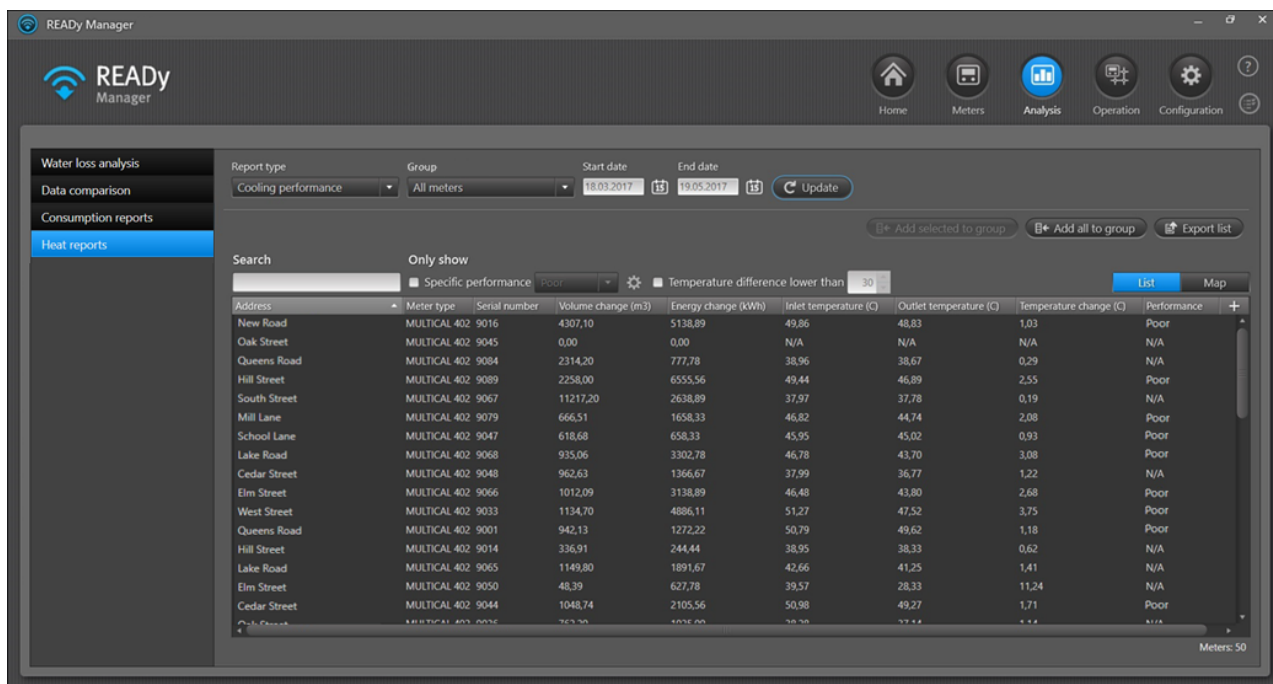 READy Manager
READy
Manager
Home Meters Analysis Operation Configuration
Water loss analysis
Data comparison
Consumption reports
Heat reports
Report type Group Start date End date
Cooling performance All meters 18.03.2017 15 19.05.2017 15 Update
Add selected to group Add all to group Export list
Search Only show
Specific performance Poor Temperature difference lower than 30 List Map
Address Meter type Serial number Volume change (m3) Energy change (kWh) Inlet temperature (C) Outlet temperature (C) Temperature change (C) Performance +
New Road MULTICAL 402 9016 4307,10 5138,89 49,86 48,83 1,03 Poor
Oak Street MULTICAL 402 9045 0,00 0,00 N/A N/A N/A N/A
Queens Road MULTICAL 402 9084 2314,20 777,78 38,96 38,67 0,29 N/A
Hill Street MULTICAL 402 9089 2258,00 6555,56 49,44 46,89 2,55 Poor
South Street MULTICAL 402 9067 11217,20 2638,89 37,97 37,78 0,19 N/A
Mill Lane MULTICAL 402 9079 666,51 1658,33 46,82 44,74 2,08 Poor
School Lane MULTICAL 402 9047 618,68 658,33 45,95 45,02 0,93 Poor
Lake Road MULTICAL 402 9068 935,06 3302,78 46,78 43,70 3,08 Poor
Cedar Street MULTICAL 402 9048 962,63 1366,67 37,99 36,77 1,22 N/A
Elm Street MULTICAL 402 9066 1012,09 3138,89 46,48 43,80 2,68 Poor
West Street MULTICAL 402 9033 1134,70 4886,11 51,27 47,52 3,75 Poor
Queens Road MULTICAL 402 9001 942,13 1272,22 50,79 49,62 1,18 Poor
Hill Street MULTICAL 402 9014 336,91 244,44 38,95 38,33 0,62 N/A
Lake Road MULTICAL 402 9065 1149,80 1891,67 42,66 41,25 1,41 N/A
Elm Street MULTICAL 402 9050 48,39 627,78 39,57 28,33 11,24 N/A
Cedar Street MULTICAL 402 9044 1048,74 2105,56 50,98 49,27 1,71 Poor
Meters: 50